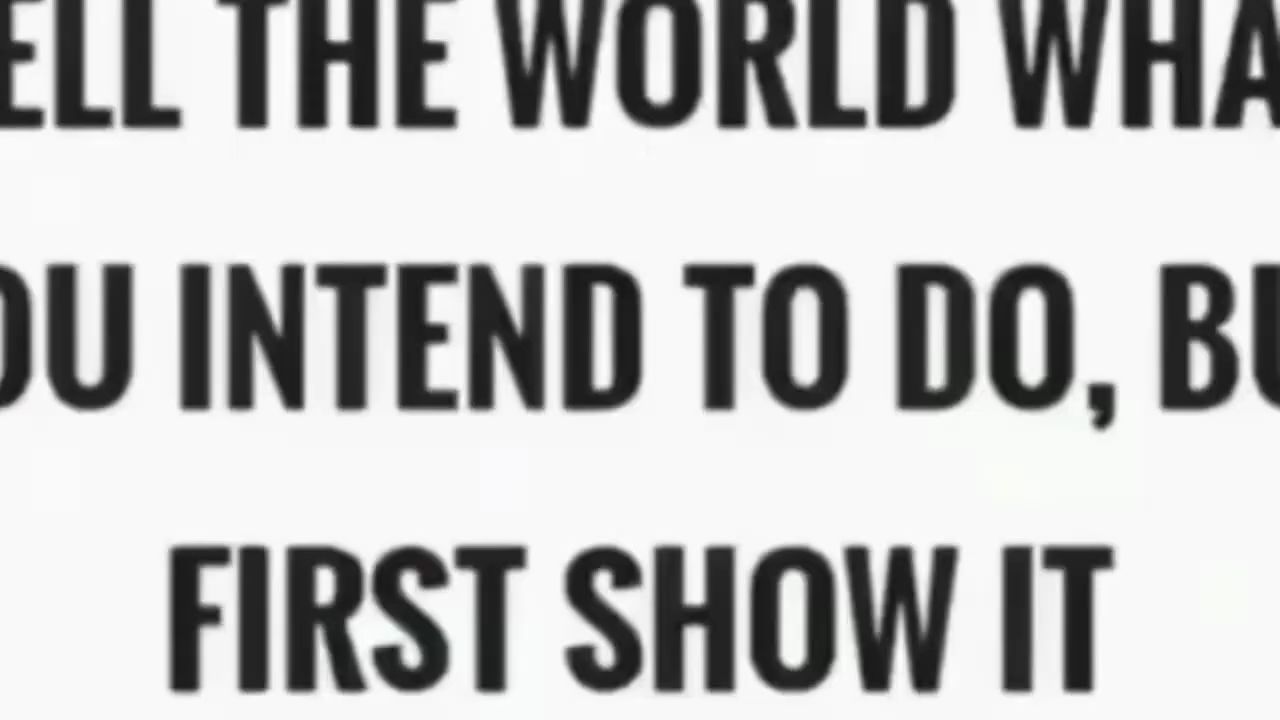 ELL THE WORLD WHA
OU INTEND TO DO, BU
FIRST SHOW IT